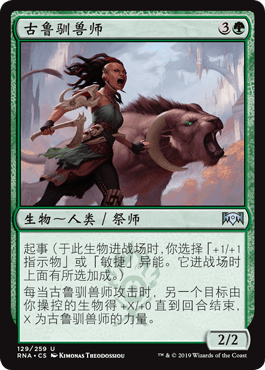 古鲁驯兽师 3
生物～人类 / 祭师
起事（于此生物进战场时，你选择「+1/+1
指示物」或「敏捷」异能。它进战场时
上面有所选加成。）
每当古鲁驯兽师攻击时，另一个目标由
你操控的生物得+X/+0直到回合结束，
X 为古鲁驯兽师的力量。
2/2
129/259 U
RNA • CS KIMONAS THEODOSSIOU
™ & © 2019 Wizards of the Coast